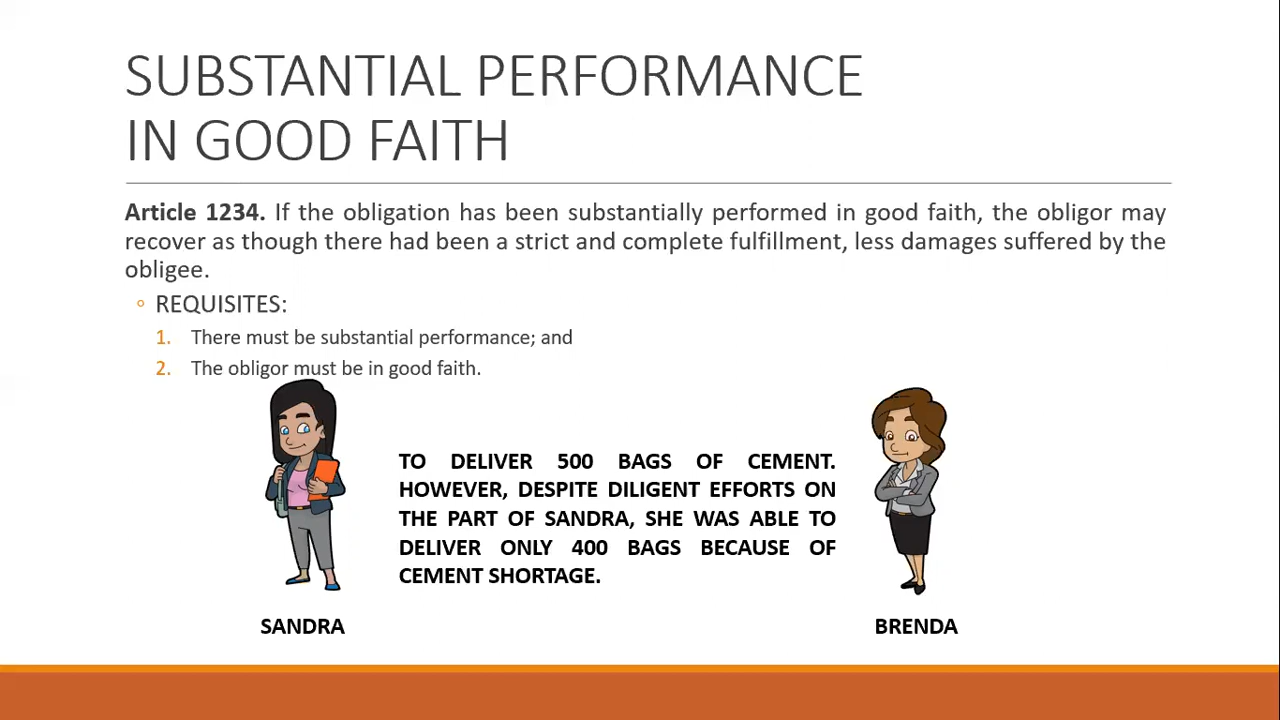 SUBSTANTIAL PERFORMANCE
IN GOOD FAITH
Article 1234. If the obligation has been substantially performed in good faith, the obligor may
recover as though there had been a strict and complete fulfillment, less damages suffered by the
obligee.
REQUISITES:
1. There must be substantial performance; and
2. The obligor must be in good faith.
TO DELIVER 500 BAGS OF CEMENT.
HOWEVER, DESPITE DILIGENT EFFORTS ON
THE PART OF SANDRA, SHE WAS ABLE TO
DELIVER ONLY 400 BAGS BECAUSE OF
CEMENT SHORTAGE.
SANDRA
BRENDA